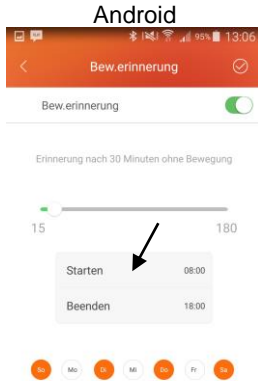 Android
95% 13:06
Bew.erinnerung
Bew.erinnerung
Erinnerung nach 30 Minuten ohne Bewegung
15 180
Starten 08:00
Beenden 18:00
So Mo Di Mi Do Fr Sa